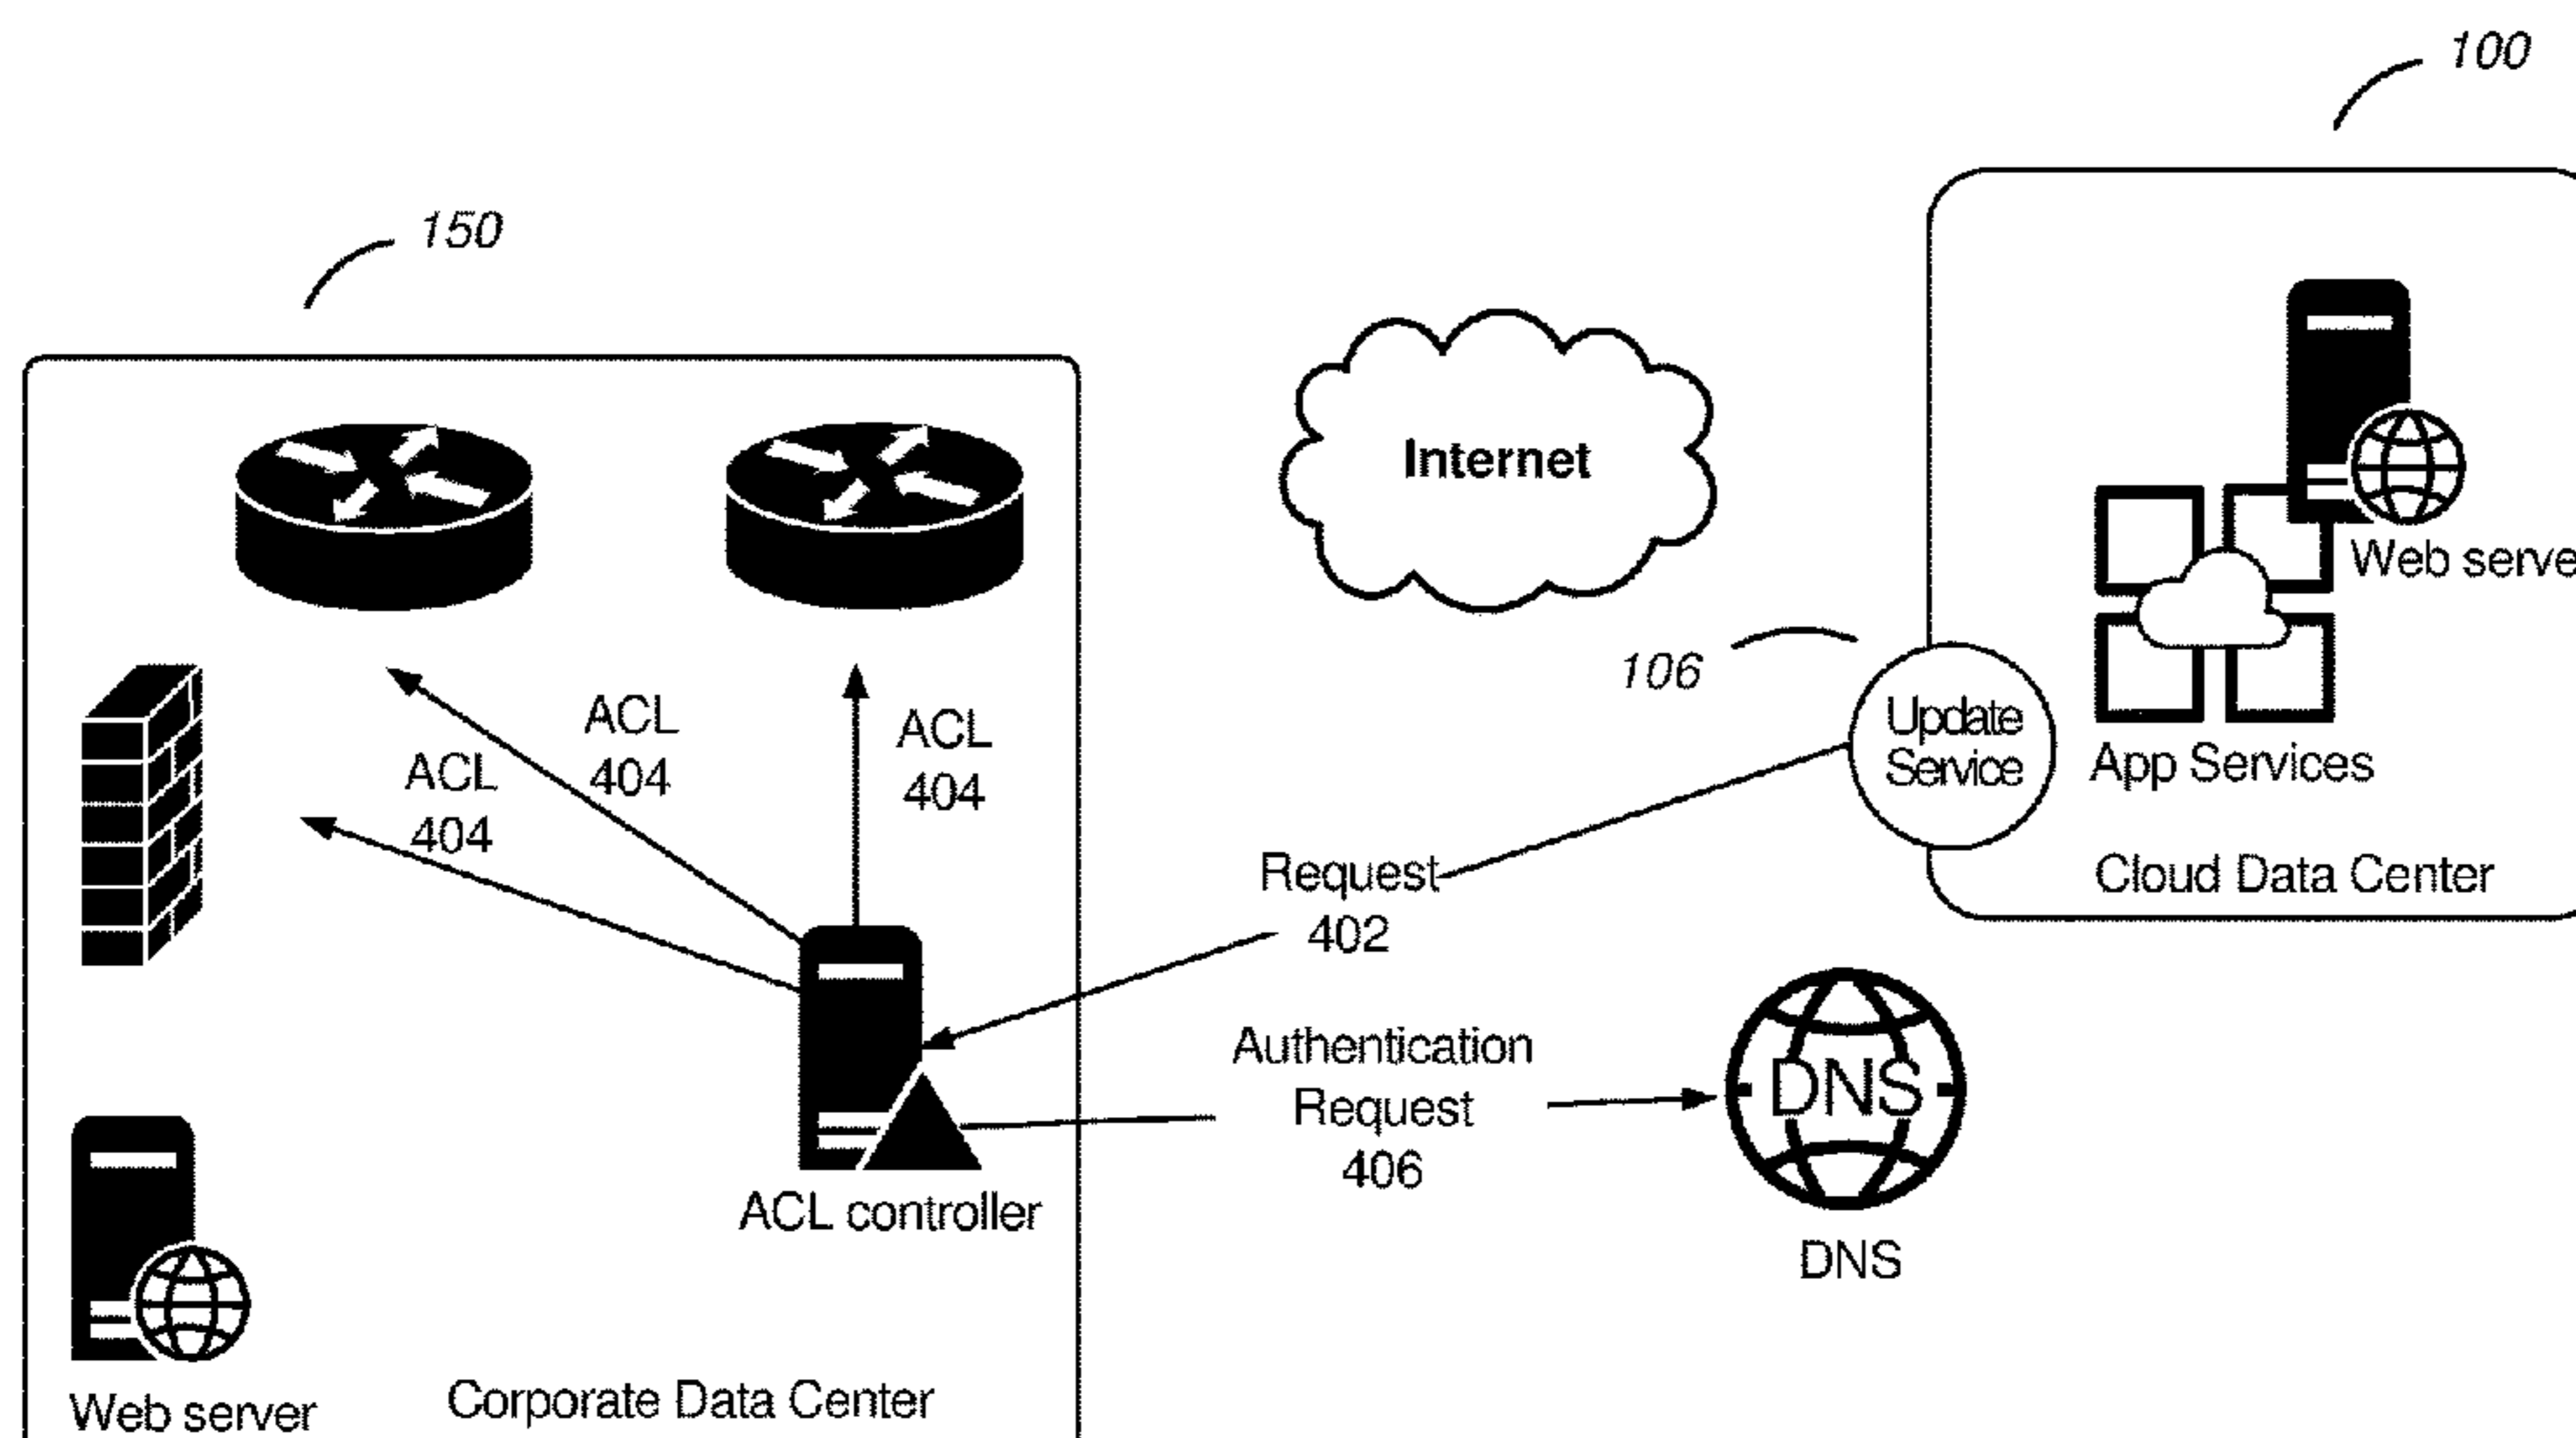 100
150
Internet
Web serve
ACL
404
ACL
404
ACL
404
106
Update
Service
App Services
Request
402
Cloud Data Center
Authentication
Request
406
DNS
DNS
ACL controller
Web server
Corporate Data Center